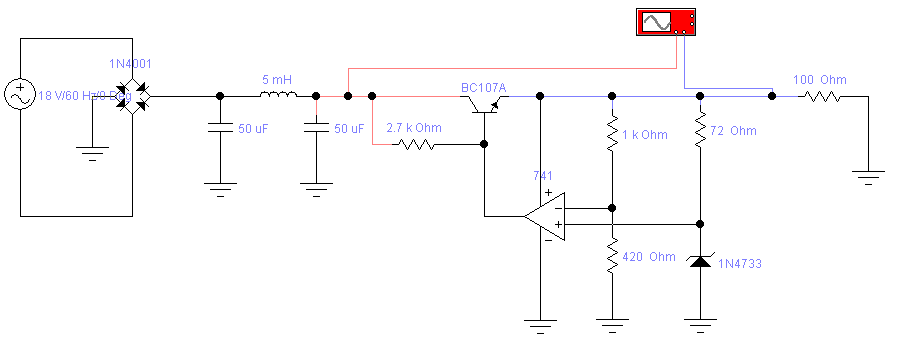 1N4001
18 V/60 Hz/0 Deg
5 mH
50 uF
50 uF
2.7 k Ohm
BC107A
741
+
−
−
+
1 k Ohm
420 Ohm
72 Ohm
1N4733
100 Ohm